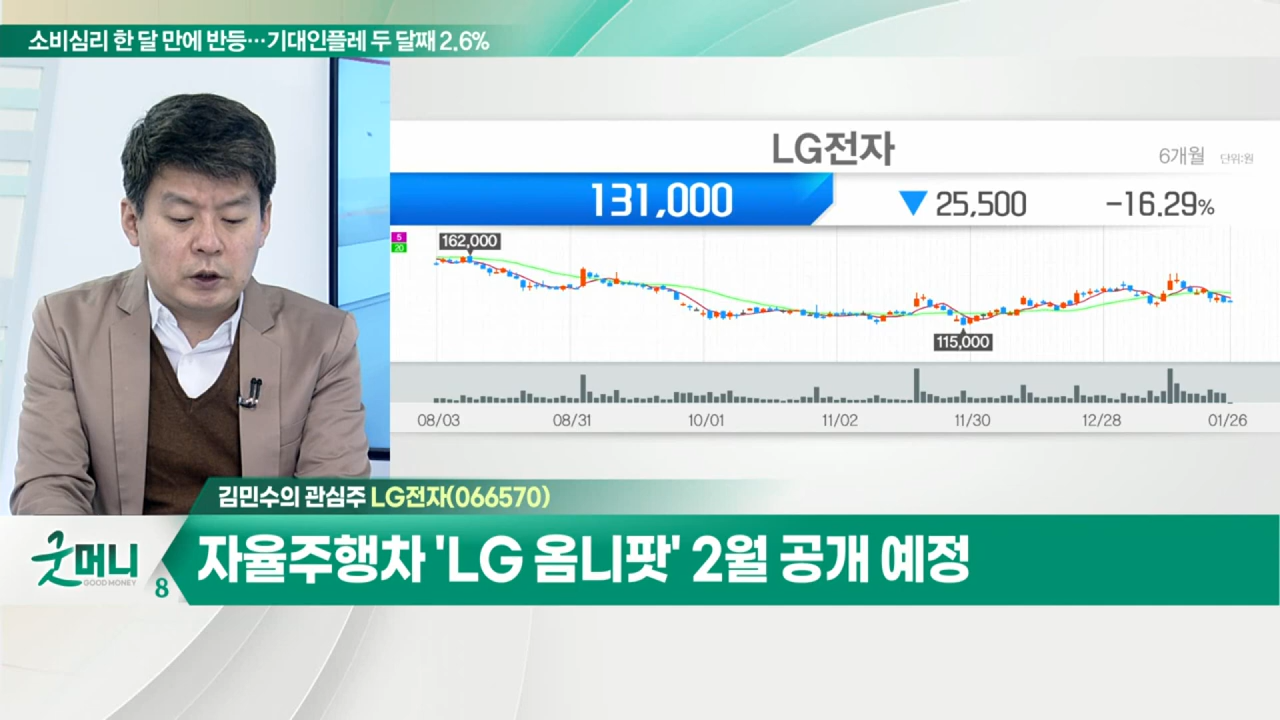 소비심리 한 달 만에 반등…기대인플레 두 달째 2.6%
LG전자
6개월 단위:원
131,000 ▼ 25,500 -16.29%
5
20
162,000
115,000
08/03 08/31 10/01 11/02 11/30 12/28 01/26
김민수의 관심주 LG전자(066570)
굿머니
GOOD MONEY
8
자율주행차 'LG 옴니팟' 2월 공개 예정